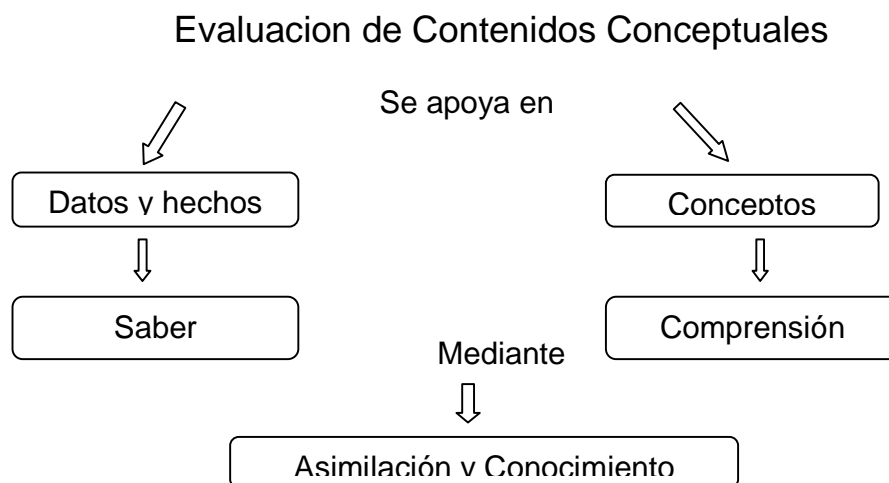 Evaluacion de Contenidos Conceptuales
Se apoya en
Datos y hechos
Conceptos
Saber
Comprensión
Mediante
Asimilación y Conocimiento